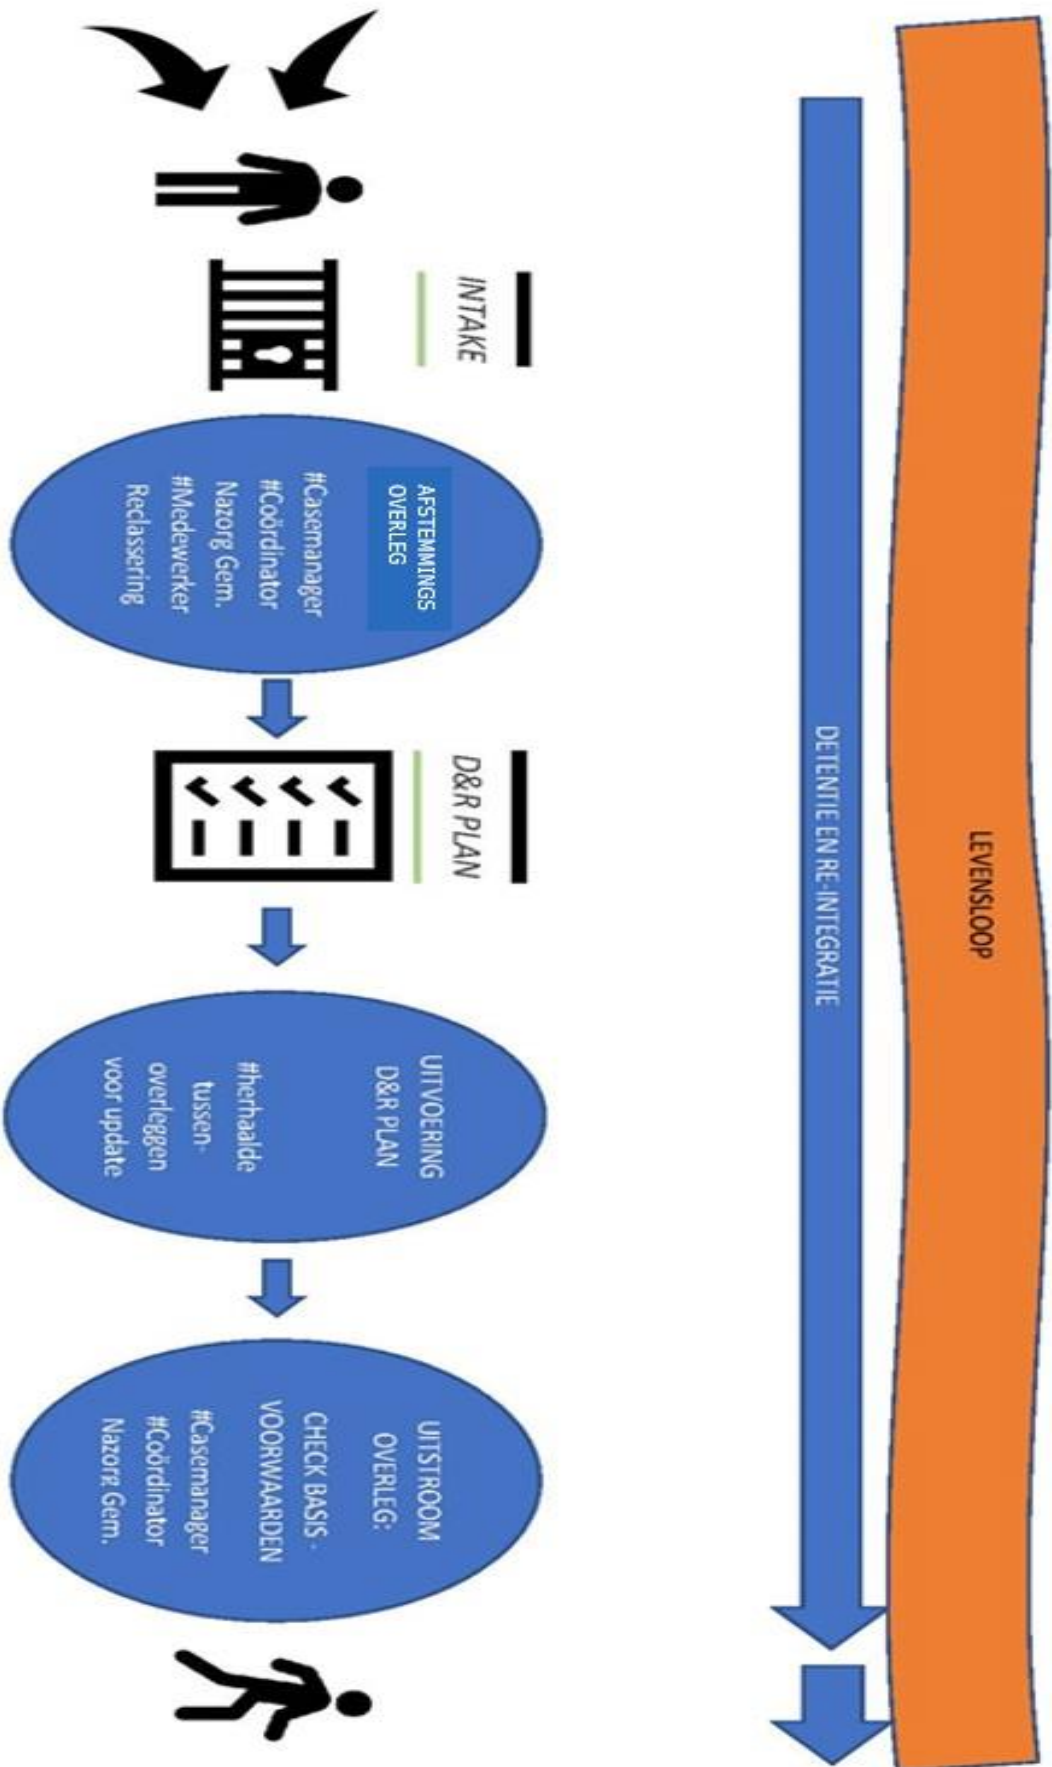 LEVENSLOOP
DETENTIE EN RE-INTEGRATIE
INTAKE
AFSTEMMINGS
OVERLEG
#Casemanager
#Coördinator
Nazorg Gem.
#Medewerker
Reclassering
D&R PLAN
UITVOERING
D&R PLAN
#herhaalde
tussen-
overleggen
voor update
UITSTROOM
OVERLEG:
CHECK BASIS -
VOORWAARDEN
#Casemanager
#Coördinator
Nazorg Gem.